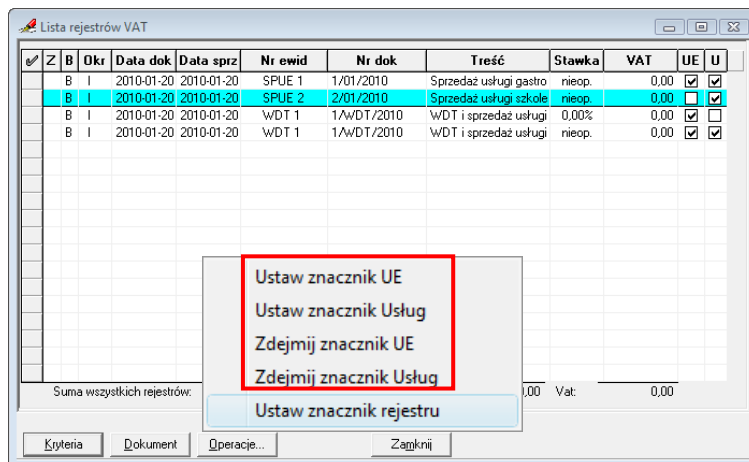 Lista rejestrów VAT
Z B Okr Data dok Data sprz Nr ewid Nr dok Treść Stawka VAT UE U
B I 2010-01-20 2010-01-20 SPUE 1 1/01/2010 Sprzedaż usługi gastro nieop. 0,00
B I 2010-01-20 2010-01-20 SPUE 2 2/01/2010 Sprzedaż usługi szkole nieop. 0,00
B I 2010-01-20 2010-01-20 WDT 1 1/WDT/2010 WDT i sprzedaż usługi 0,00% 0,00
B I 2010-01-20 2010-01-20 WDT 1 1/WDT/2010 WDT i sprzedaż usługi nieop. 0,00
Ustaw znacznik UE
Ustaw znacznik Usług
Zdejmij znacznik UE
Zdejmij znacznik Usług
Ustaw znacznik rejestru
Suma wszystkich rejestrów: ,00 Vat: 0,00
Kryteria Dokument Operacje... Zamknij